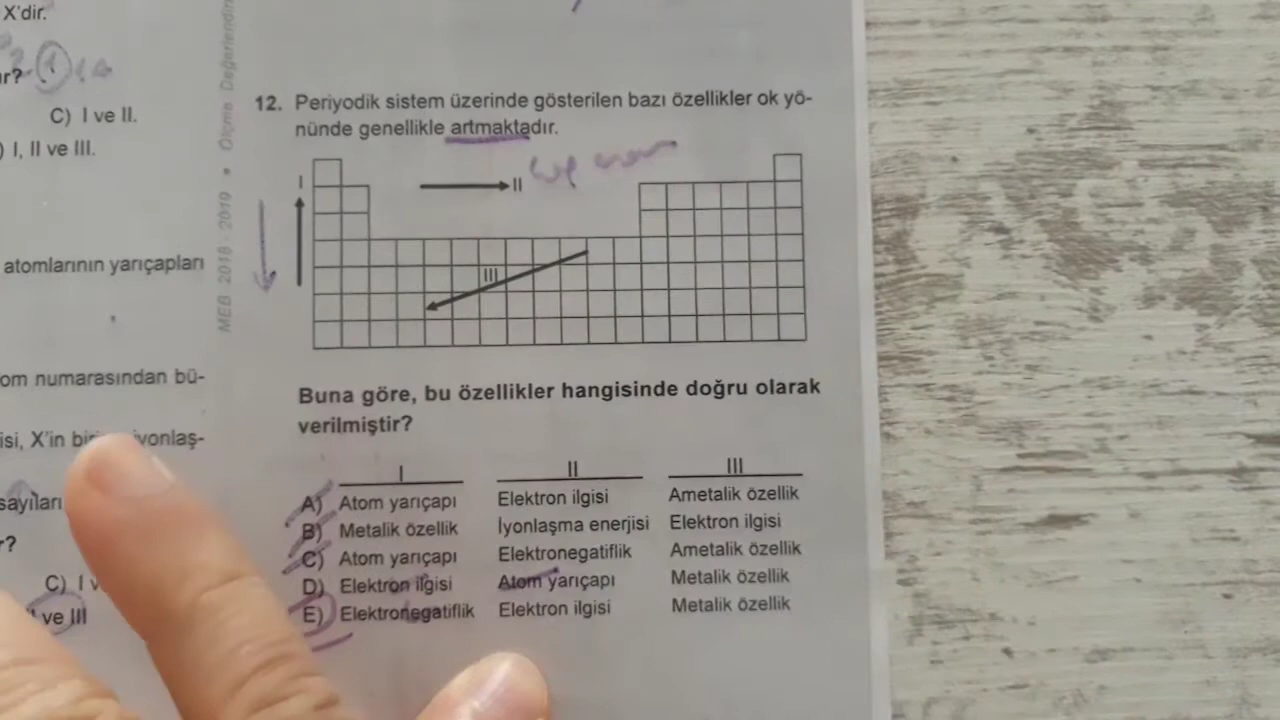 X'dir.
r?
1
C) I ve II.
) I, II ve III.
atomlarının yarıçapları
om numarasından bü-
isi, X'in bi
iyonlaş-
sayıları
r?
C) I v
ve III
MEB 2018 - 2019 • Ölçme Değerlendirm
12. Periyodik sistem üzerinde gösterilen bazı özellikler ok yö-
nünde genellikle artmaktadır.
I
II
III
Buna göre, bu özellikler hangisinde doğru olarak
verilmiştir?
I II III
A) Atom yarıçapı Elektron ilgisi Ametalik özellik
B) Metalik özellik İyonlaşma enerjisi Elektron ilgisi
C) Atom yarıçapı Elektronegatiflik Ametalik özellik
D) Elektron ilgisi Atom yarıçapı Metalik özellik
E) Elektronegatiflik Elektron ilgisi Metalik özellik